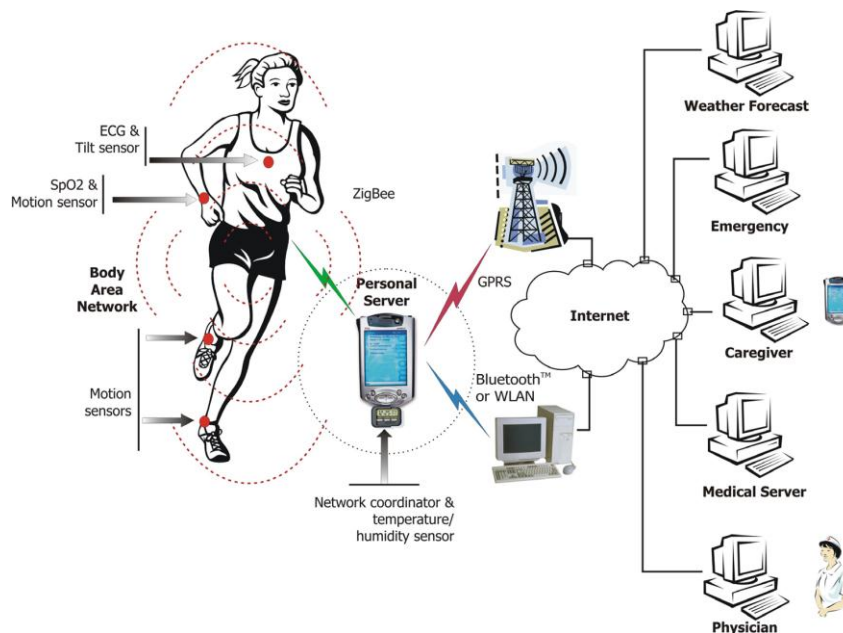 ECG &
Tilt sensor
SpO2 &
Motion sensor
Body
Area
Network
Motion
sensors
ZigBee
Personal
Server
Network coordinator &
temperature/
humidity sensor
GPRS
Bluetooth™
or WLAN
Internet
Weather Forecast
Emergency
Caregiver
Medical Server
Physician